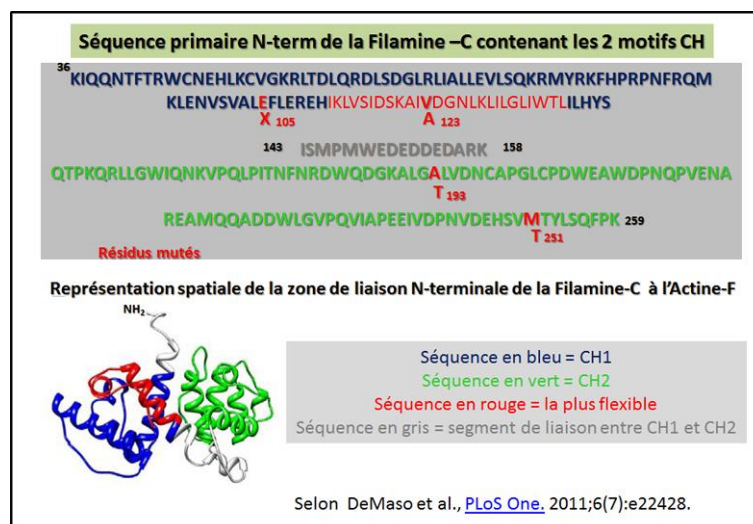 Séquence primaire N-term de la Filamine –C contenant les 2 motifs CH
36
KIQQNTFTRWCNEHLKCVGKRLTDLQRDLSDGLRLIALLEVLSQKRMYRKFHPRPNFRQM
KLENVSVALEFLEREHIKLVSIDSKAIVDGNLKLILGLIWTLILHYS
X 105 A 123
143 ISMPMWEDEDDEDARK 158
QTPKQRLLGWIQNKVPQLPITNFNRDWQDGKALGALVDNCAPGLCPDWEAWDPNQPVENA
T 193
REAMQQADDWLGVPQVIAPEEIVDPNVDEHSVMTYLSQFPK 259
T 251
Résidus mutés
Représentation spatiale de la zone de liaison N-terminale de la Filamine-C à l'Actine-F
NH2
Séquence en bleu = CH1
Séquence en vert = CH2
Séquence en rouge = la plus flexible
Séquence en gris = segment de liaison entre CH1 et CH2
Selon DeMaso et al., PLoS One. 2011;6(7):e22428.